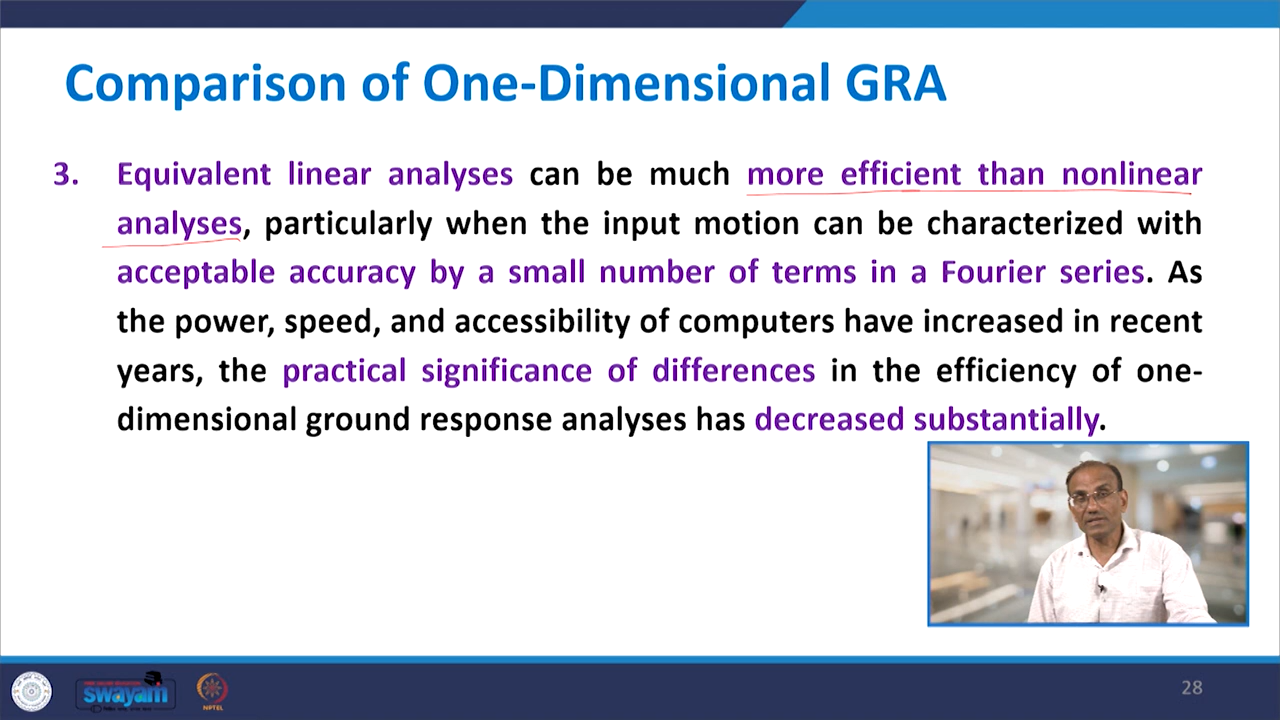 Comparison of One-Dimensional GRA
3. Equivalent linear analyses can be much more efficient than nonlinear
analyses, particularly when the input motion can be characterized with
acceptable accuracy by a small number of terms in a Fourier series. As
the power, speed, and accessibility of computers have increased in recent
years, the practical significance of differences in the efficiency of one-
dimensional ground response analyses has decreased substantially.
swayam
NPTEL
28